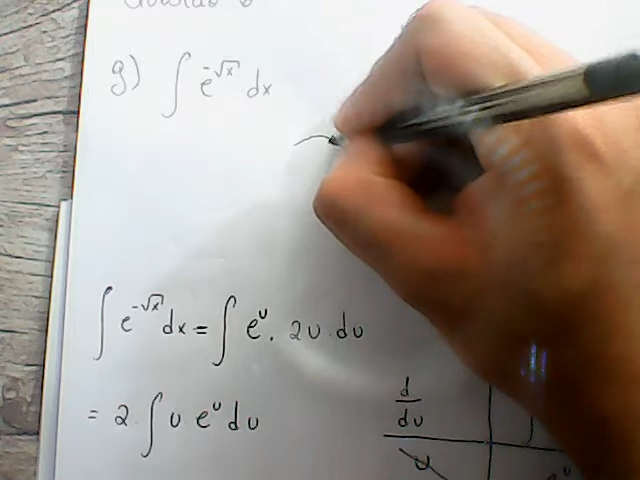 g) ∫ e^{-√x} dx
∫ e^{-√x} dx = ∫ e^u . 2u . du
= 2 . ∫ u e^u du
d/du
u
e^u